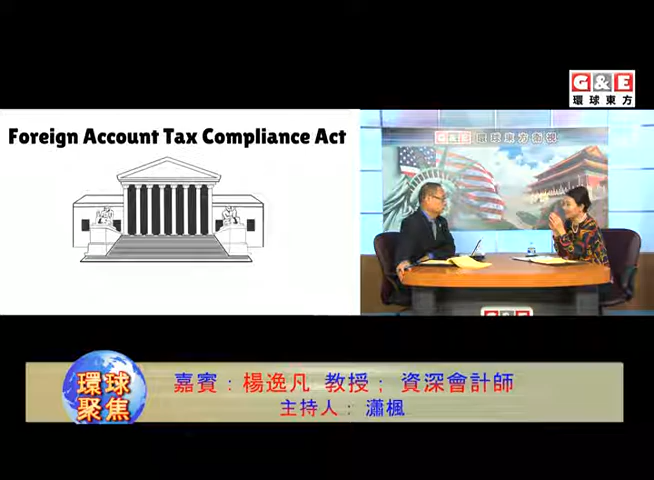 G&E
環球東方
Foreign Account Tax Compliance Act
G&E 環球東方衛視
G&E
環球
聚焦
嘉賓：楊逸凡 教授；資深會計師
主持人：瀟楓